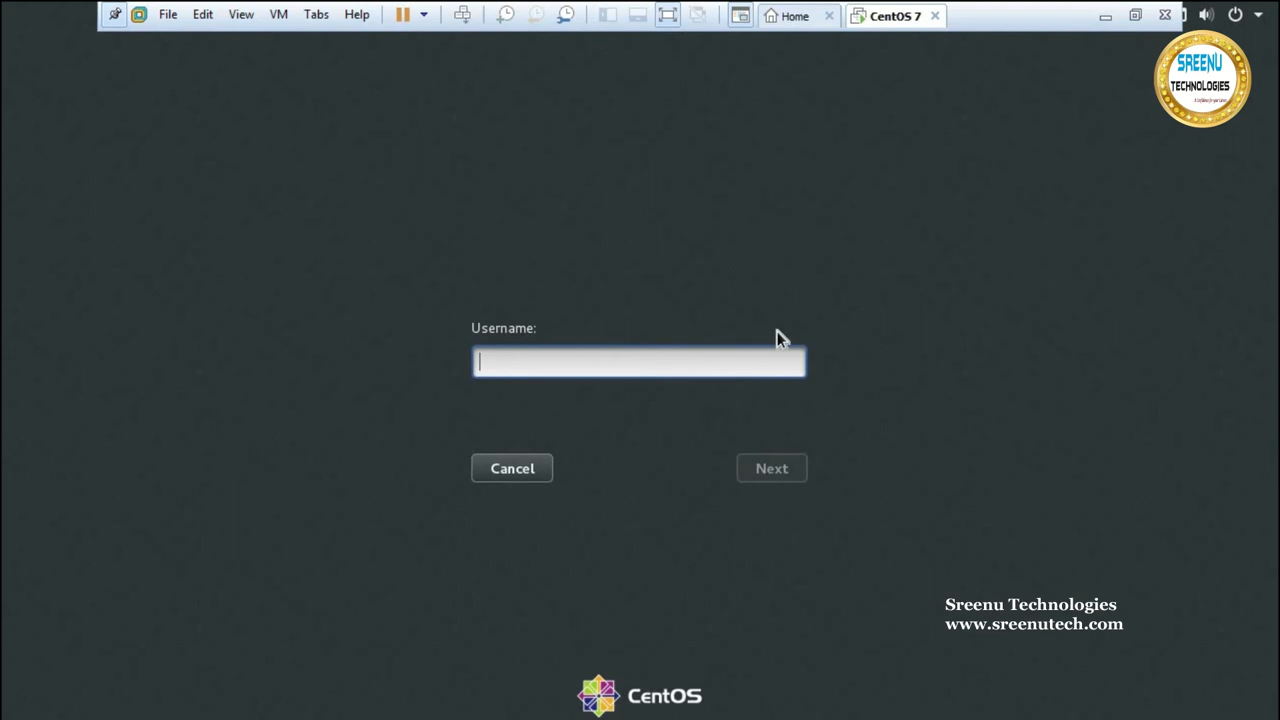 File Edit View VM Tabs Help Home CentOS 7
SREENU
TECHNOLOGIES
Username:
Cancel Next
Sreenu Technologies
www.sreenutech.com
CentOS